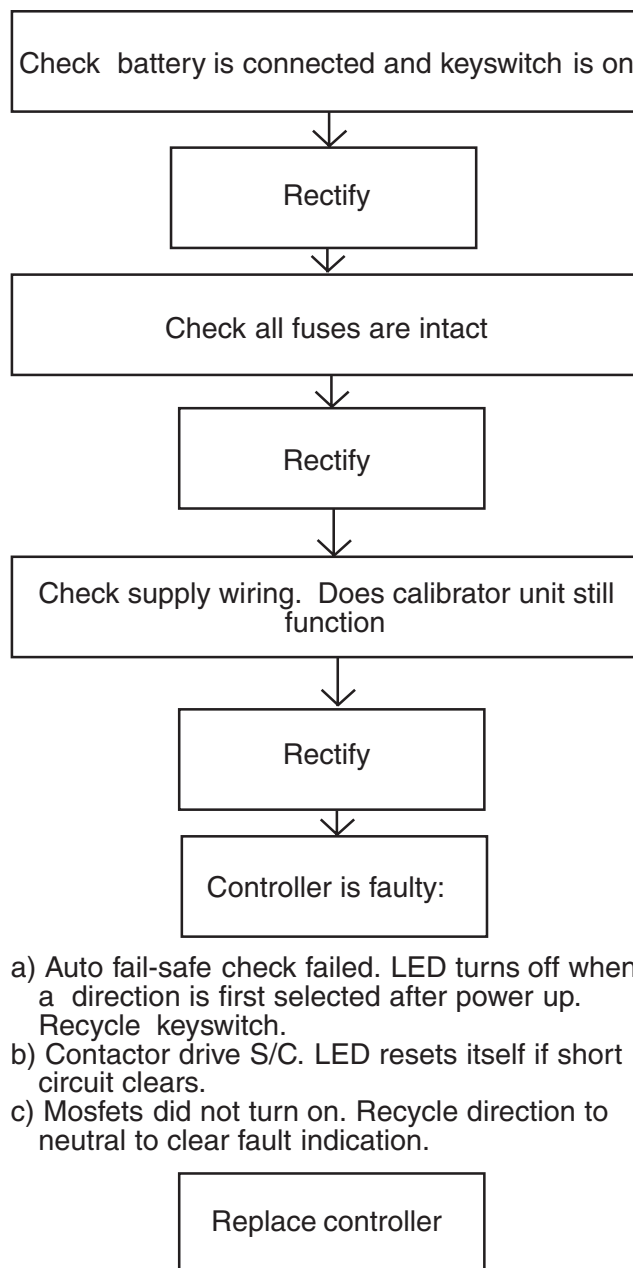 Check battery is connected and keyswitch is on
Rectify
Check all fuses are intact
Rectify
Check supply wiring. Does calibrator unit still
function
Rectify
Controller is faulty:
a) Auto fail-safe check failed. LED turns off when
a direction is first selected after power up.
Recycle keyswitch.
b) Contactor drive S/C. LED resets itself if short
circuit clears.
c) Mosfets did not turn on. Recycle direction to
neutral to clear fault indication.
Replace controller